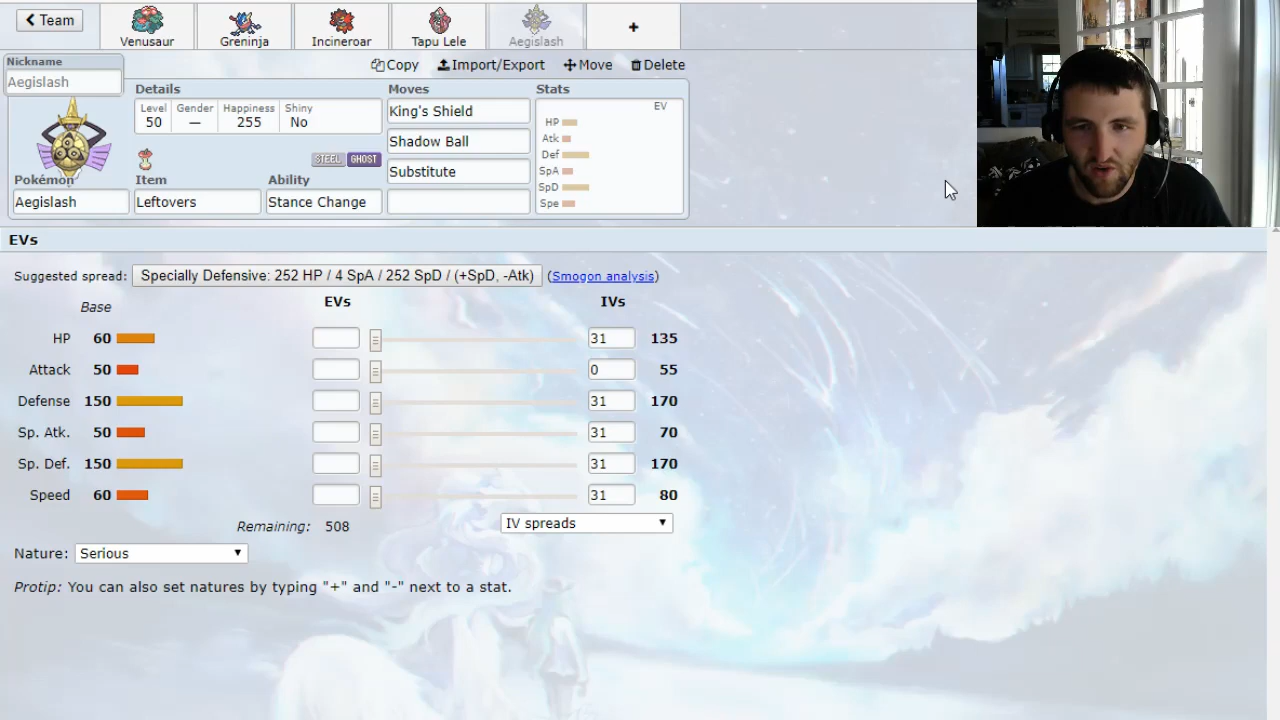 Team
Venusaur
Greninja
Incineroar
Tapu Lele
Aegislash
+
Nickname
Aegislash
Copy
Import/Export
Move
Delete
Details
Level
50
Gender
—
Happiness
255
Shiny
No
STEEL GHOST
Pokémon
Aegislash
Item
Leftovers
Ability
Stance Change
Moves
King's Shield
Shadow Ball
Substitute
Stats
EV
HP
Atk
Def
SpA
SpD
Spe
EVs
Suggested spread: Specially Defensive: 252 HP / 4 SpA / 252 SpD / (+SpD, -Atk) (Smogon analysis)
Base EVs IVs
HP 60 31 135
Attack 50 0 55
Defense 150 31 170
Sp. Atk. 50 31 70
Sp. Def. 150 31 170
Speed 60 31 80
Remaining: 508 IV spreads
Nature: Serious
Protip: You can also set natures by typing "+" and "-" next to a stat.